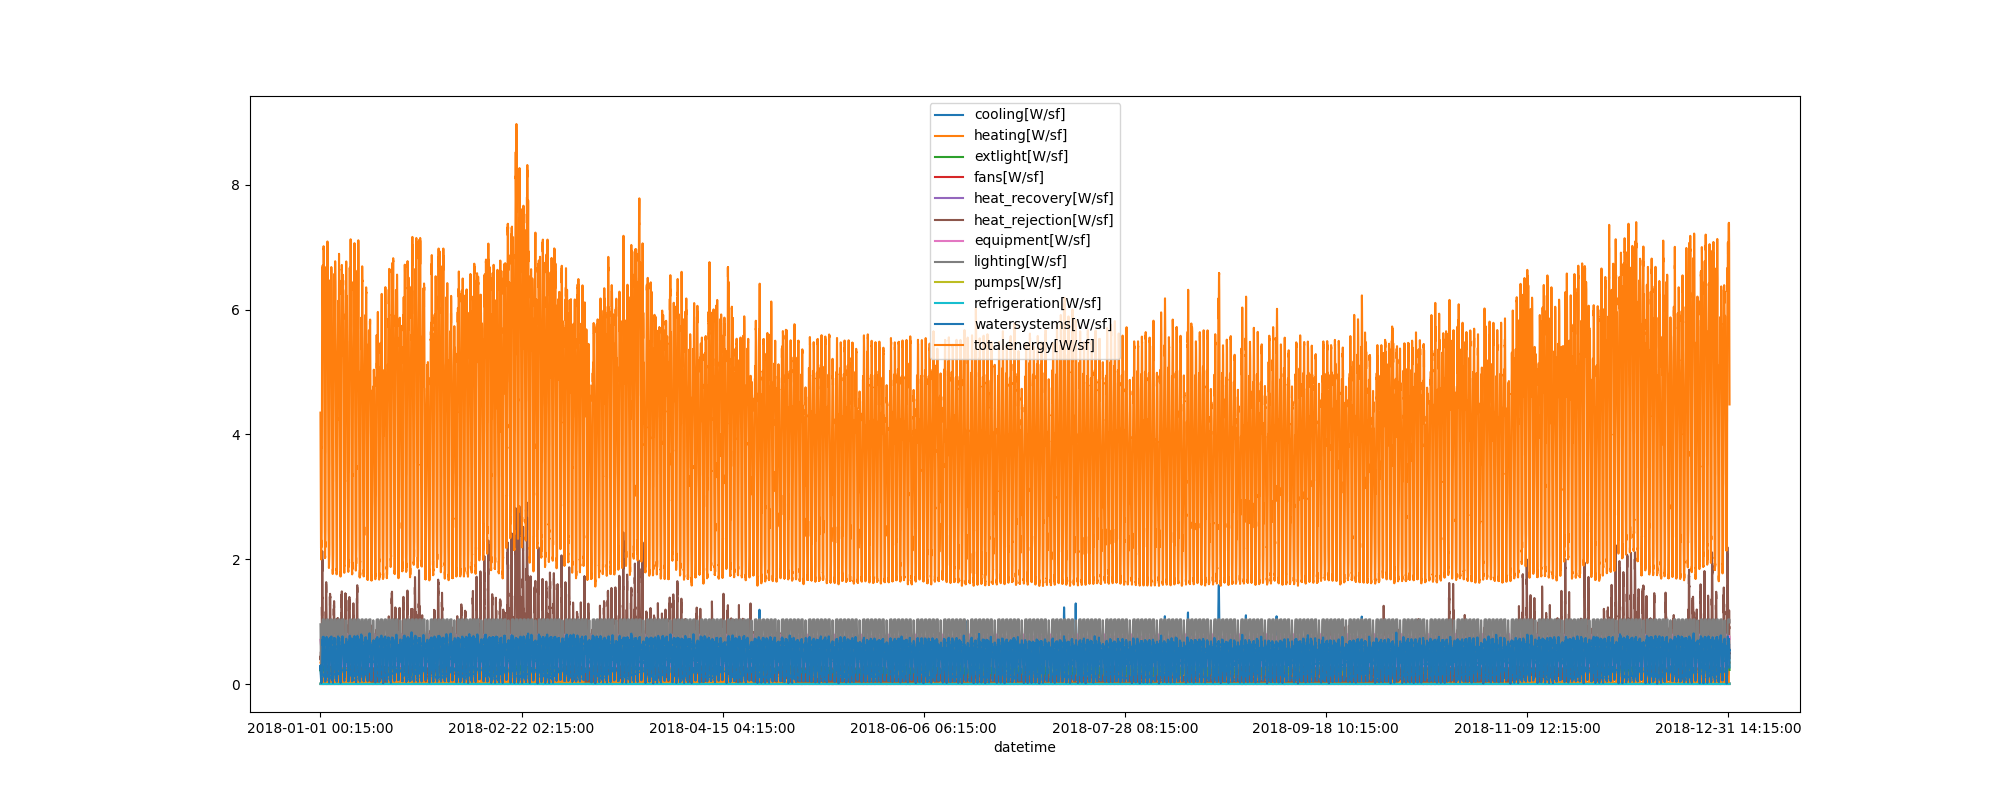 cooling[W/sf]
heating[W/sf]
extlight[W/sf]
fans[W/sf]
heat_recovery[W/sf]
heat_rejection[W/sf]
equipment[W/sf]
lighting[W/sf]
pumps[W/sf]
refrigeration[W/sf]
watersystems[W/sf]
totalenergy[W/sf]
8
6
4
2
0
2018-01-01 00:15:00 2018-02-22 02:15:00 2018-04-15 04:15:00 2018-06-06 06:15:00 2018-07-28 08:15:00 2018-09-18 10:15:00 2018-11-09 12:15:00 2018-12-31 14:15:00
datetime